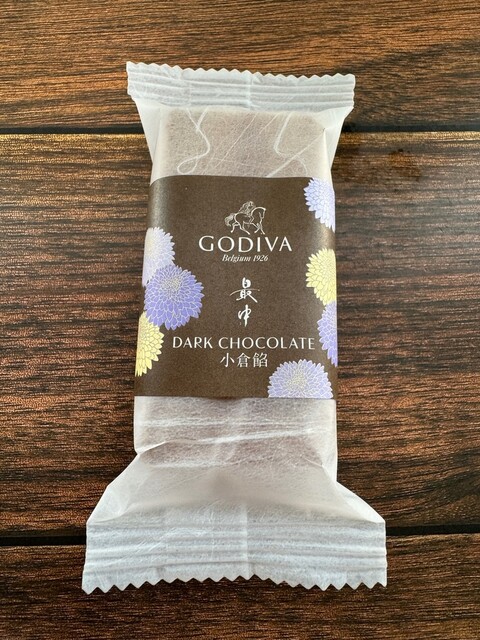 GODIVA
Belgium 1926
最中
DARK CHOCOLATE
小倉餡